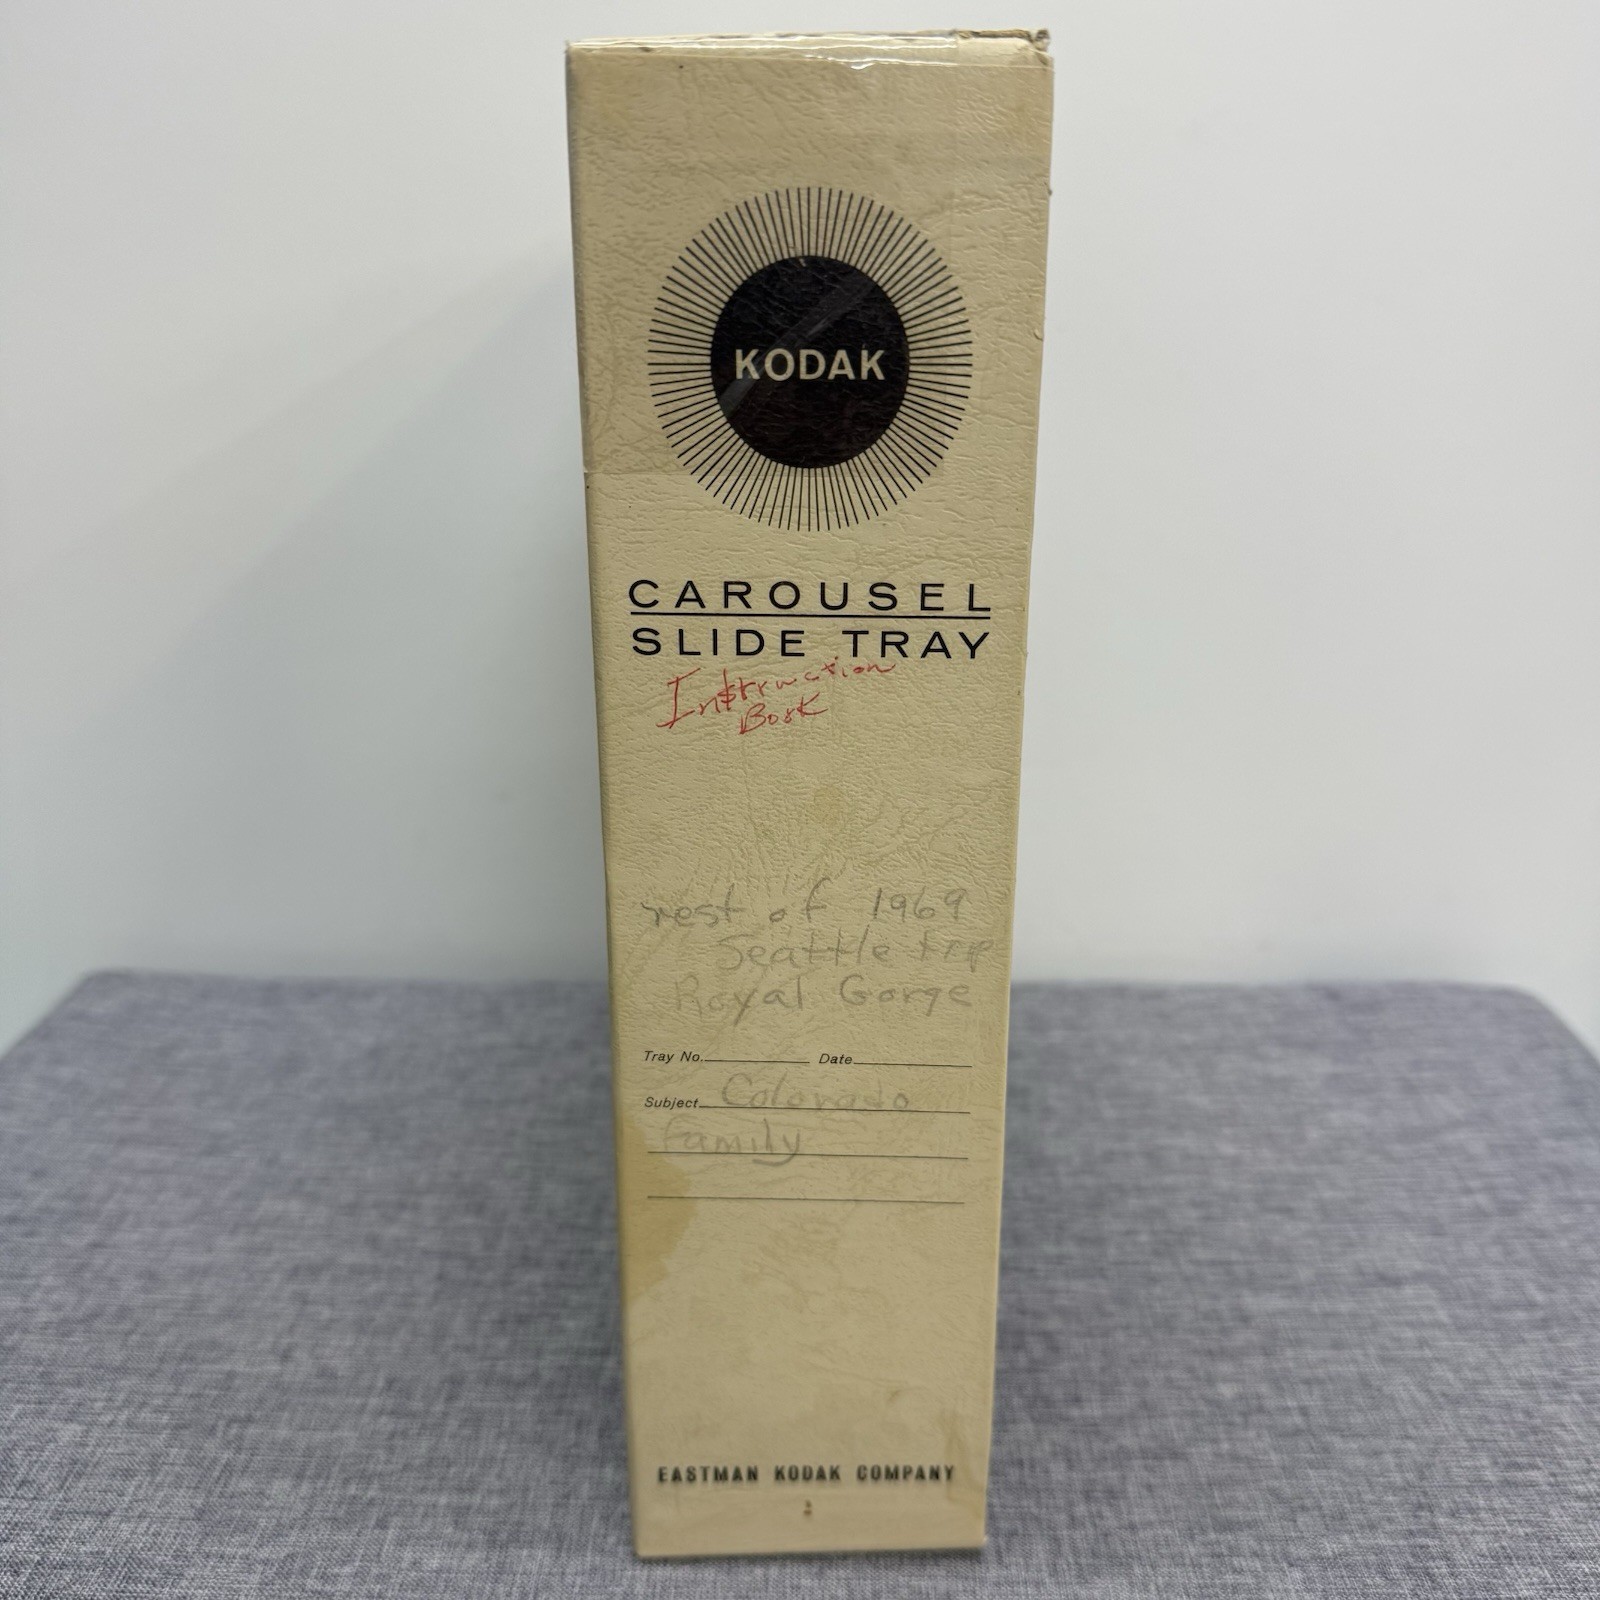 KODAK
CAROUSEL
SLIDE TRAY
Instruction
Book
rest of 1969
Seattle trip
Royal Gorge
Tray No. Date
Subject Colorado
family
EASTMAN KODAK COMPANY